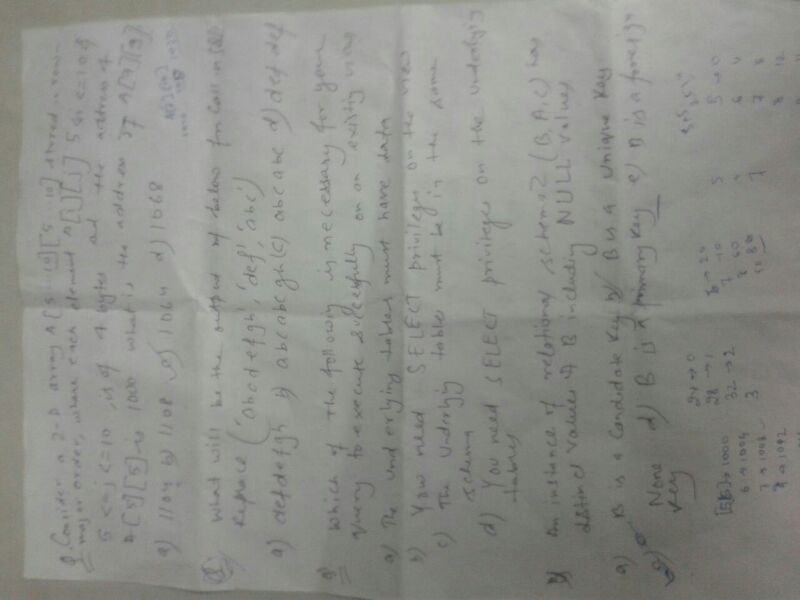 Q. Consider a 2-D array A[5...10][5...10] stored in row-
major order, where each element A[i][j] 5<=i<=10 &
5 <=j <=10, is of 4 bytes and the address of
A[5][5] is 1000 what is the address of A[9][9]
a) 1104 b) 1108 c) 1064 d) 1068
Q What will be the output of below fn call in SQL
Replace ('abcdefgh', 'def', 'abc')
a) defdefgh b) abcabcgh (c) abcabc d) def def
Q Which of the following is necessary for your
query to execute successfully on an existing view
a) The underlying tables must have data
b) You need SELECT privileges on the view
c) The underlying tables must be in the same
schema
d) You need SELECT privileges on the underlying
tables
An instance of relational schema (B, A, C) has
distinct values of B including NULL values
a) B is a Candidate Key b) B is a Unique Key
None d) B is a primary Key e) B is a foreign
key
24 → 0
28 → 1
32 → 2
3
[5][5] → 1000
6 → 1004
7 → 1008
5 → 20
7 10
8 60
5
7
5 → 0
6 4
7 8
8 12